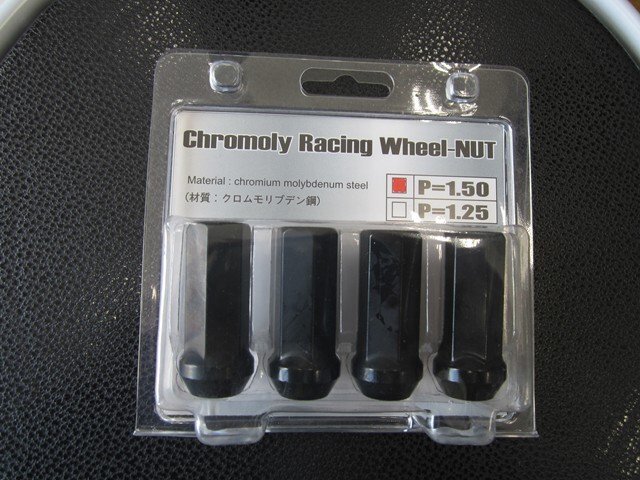 Chromoly Racing Wheel-NUT
Material : chromium molybdenum steel
(材質：クロムモリブデン鋼)
P=1.50
P=1.25